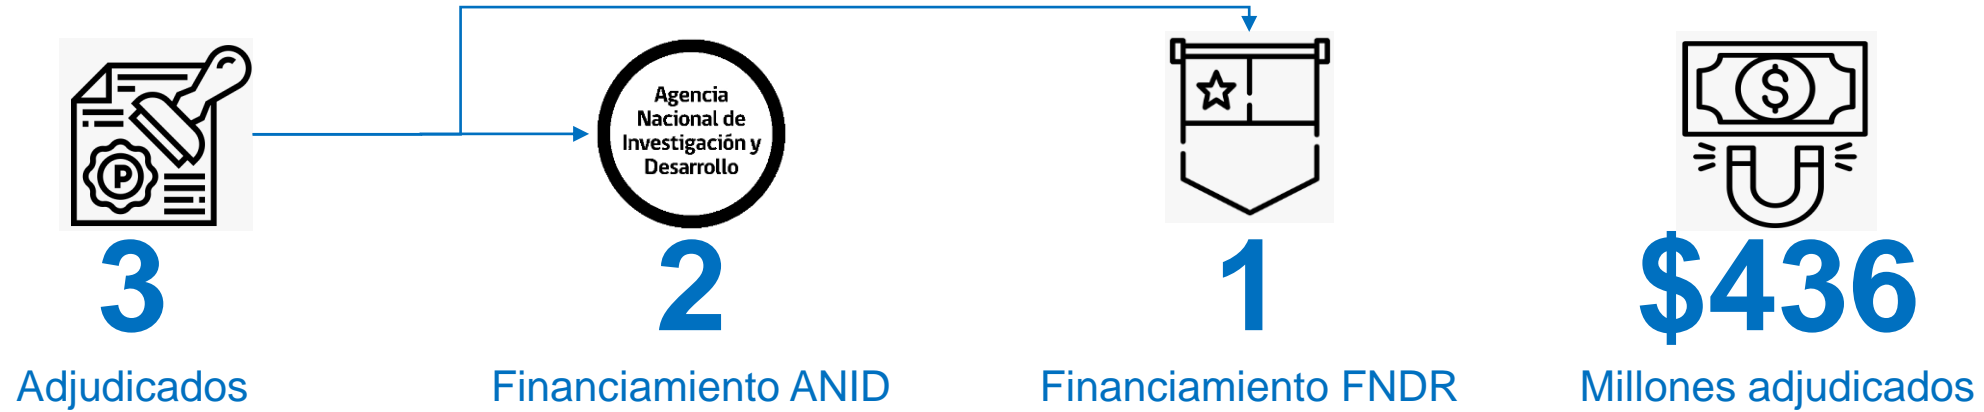 Agencia
Nacional de
Investigación y
Desarrollo
P
$
3
2
1
$436
Adjudicados
Financiamiento ANID
Financiamiento FNDR
Millones adjudicados